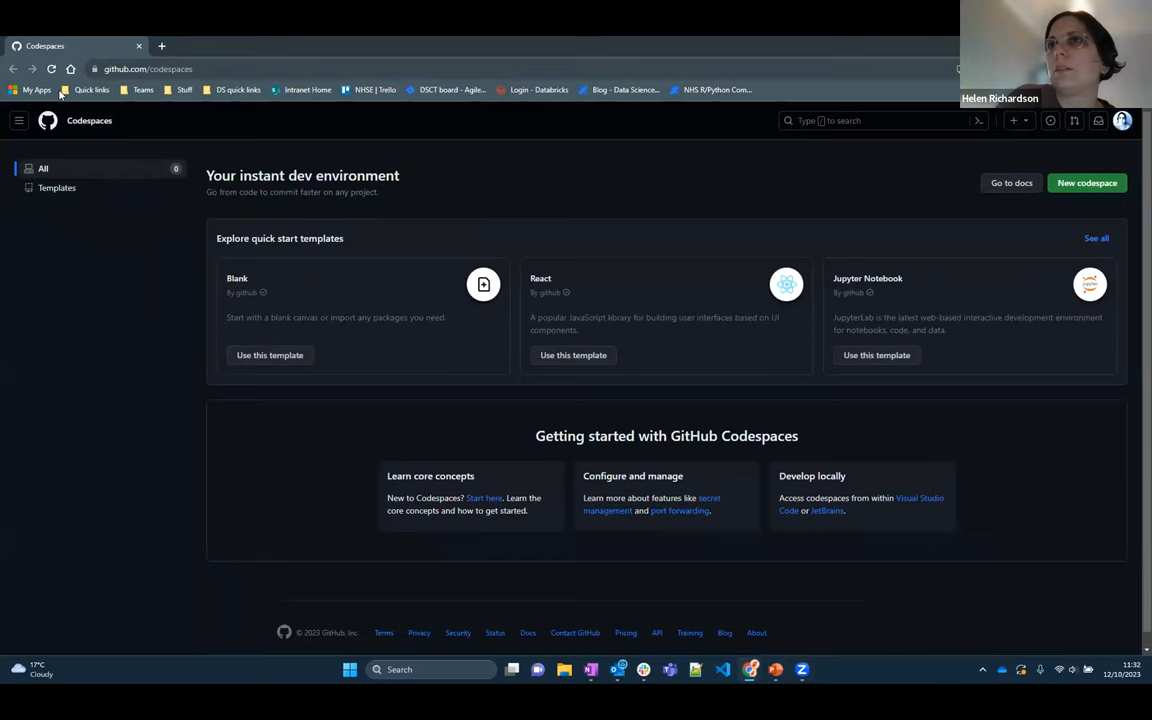 Codespaces
github.com/codespaces
My Apps
Quick links
Teams
Stuff
DS quick links
Intranet Home
NHSE | Trello
DSCT board - Agile...
Login - Databricks
Blog - Data Science...
NHS R/Python Com...
Helen Richardson
Codespaces
Type / to search
All
0
Templates
Your instant dev environment
Go from code to commit faster on any project.
Go to docs
New codespace
Explore quick start templates
See all
Blank
By github
Start with a blank canvas or import any packages you need.
Use this template
React
By github
A popular JavaScript library for building user interfaces based on UI
components.
Use this template
Jupyter Notebook
By github
JupyterLab is the latest web-based interactive development environment
for notebooks, code, and data.
Use this template
Getting started with GitHub Codespaces
Learn core concepts
New to Codespaces? Start here. Learn the
core concepts and how to get started.
Configure and manage
Learn more about features like secret
management and port forwarding.
Develop locally
Access codespaces from within Visual Studio
Code or JetBrains.
© 2023 GitHub, Inc.
Terms
Privacy
Security
Status
Docs
Contact GitHub
Pricing
API
Training
Blog
About
17°C
Cloudy
Search
11:32
12/10/2023